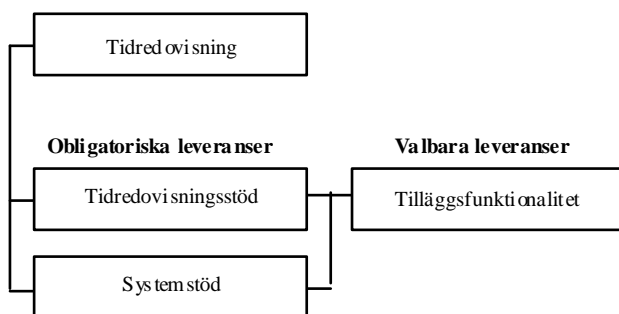 Tidredovisning
Obligatoriska leveranser
Valbara leveranser
Tidredovisningsstöd
Tilläggsfunktionalitet
Systemstöd